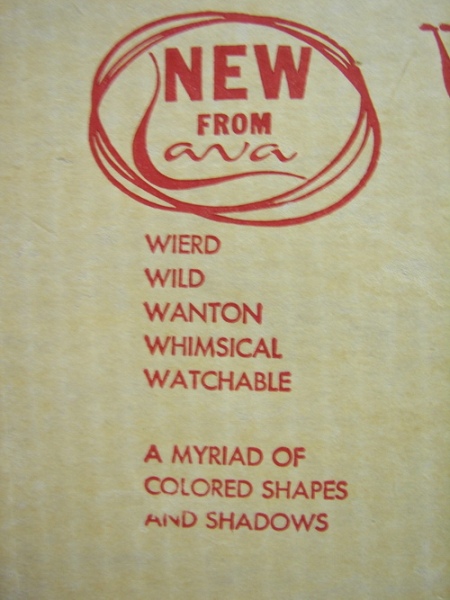 NEW
FROM
Lava
WIERD
WILD
WANTON
WHIMSICAL
WATCHABLE
A MYRIAD OF
COLORED SHAPES
AND SHADOWS